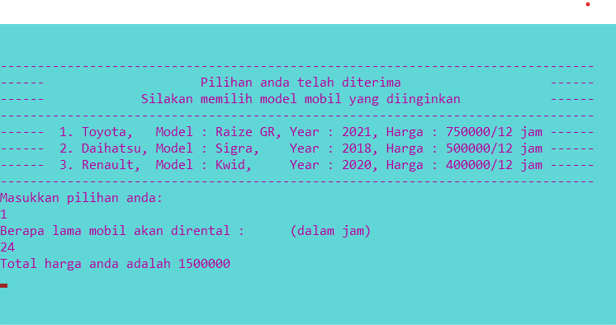 --------------------------------------------------------------------------------
------                     Pilihan anda telah diterima                    ------
------             Silakan memilih model mobil yang diinginkan            ------
--------------------------------------------------------------------------------
------  1. Toyota,   Model : Raize GR, Year : 2021, Harga : 750000/12 jam ------
------  2. Daihatsu, Model : Sigra,    Year : 2018, Harga : 500000/12 jam ------
------  3. Renault,  Model : Kwid,     Year : 2020, Harga : 400000/12 jam ------
--------------------------------------------------------------------------------
Masukkan pilihan anda:
1
Berapa lama mobil akan dirental :      (dalam jam)
24
Total harga anda adalah 1500000